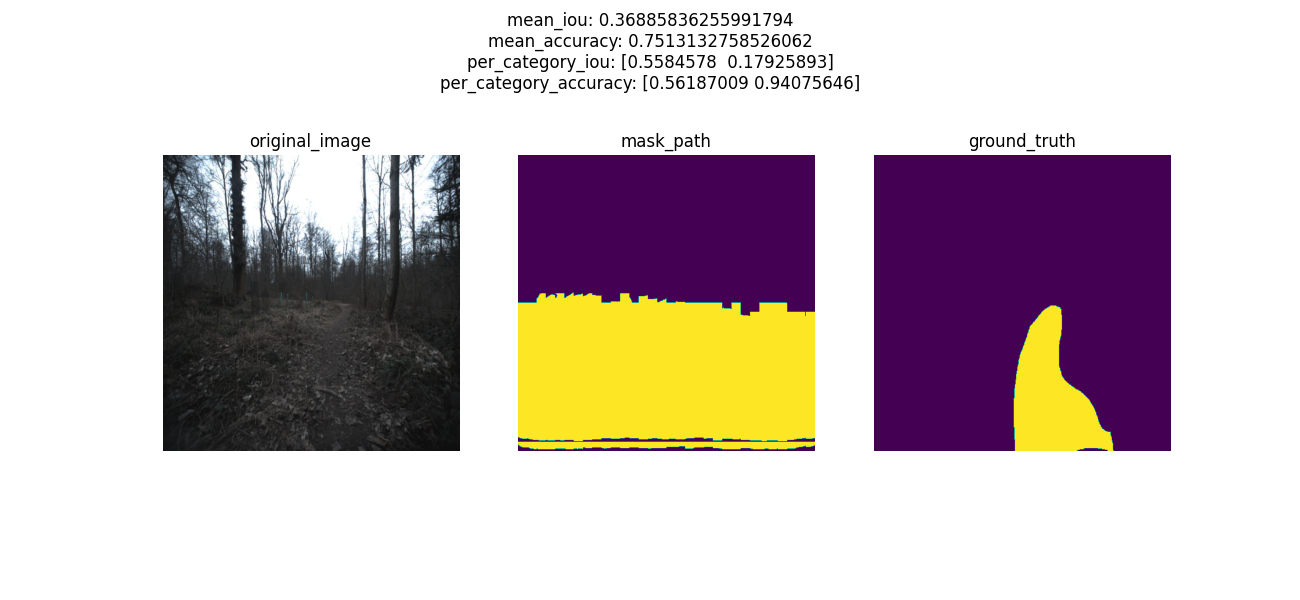 mean_iou: 0.36885836255991794
mean_accuracy: 0.7513132758526062
per_category_iou: [0.5584578  0.17925893]
per_category_accuracy: [0.56187009 0.94075646]
original_image
mask_path
ground_truth